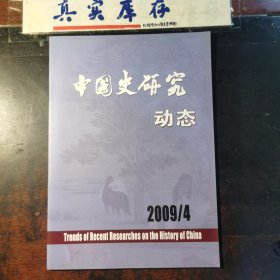 真实库存
中国史研究
动态
2009/4
Trends of Recent Researches on the History of China